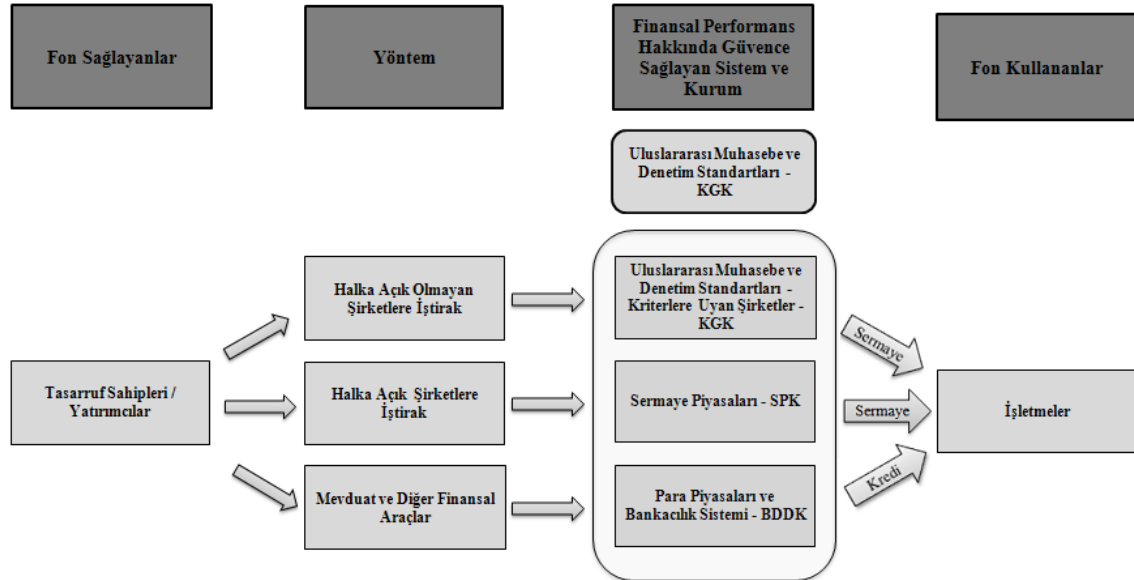 Fon Sağlayanlar
Yöntem
Finansal Performans
Hakkında Güvence
Sağlayan Sistem ve
Kurum
Fon Kullananlar
Uluslararası Muhasebe ve
Denetim Standartları -
KGK
Halka Açık Olmayan
Şirketlere İştirak
Uluslararası Muhasebe ve
Denetim Standartları -
Kriterlere Uyan Şirketler -
KGK
Sermaye
Tasarruf Sahipleri /
Yatırımcılar
Halka Açık Şirketlere
İştirak
Sermaye Piyasaları - SPK
Sermaye
İşletmeler
Mevduat ve Diğer Finansal
Araçlar
Para Piyasaları ve
Bankacılık Sistemi - BDDK
Kredi